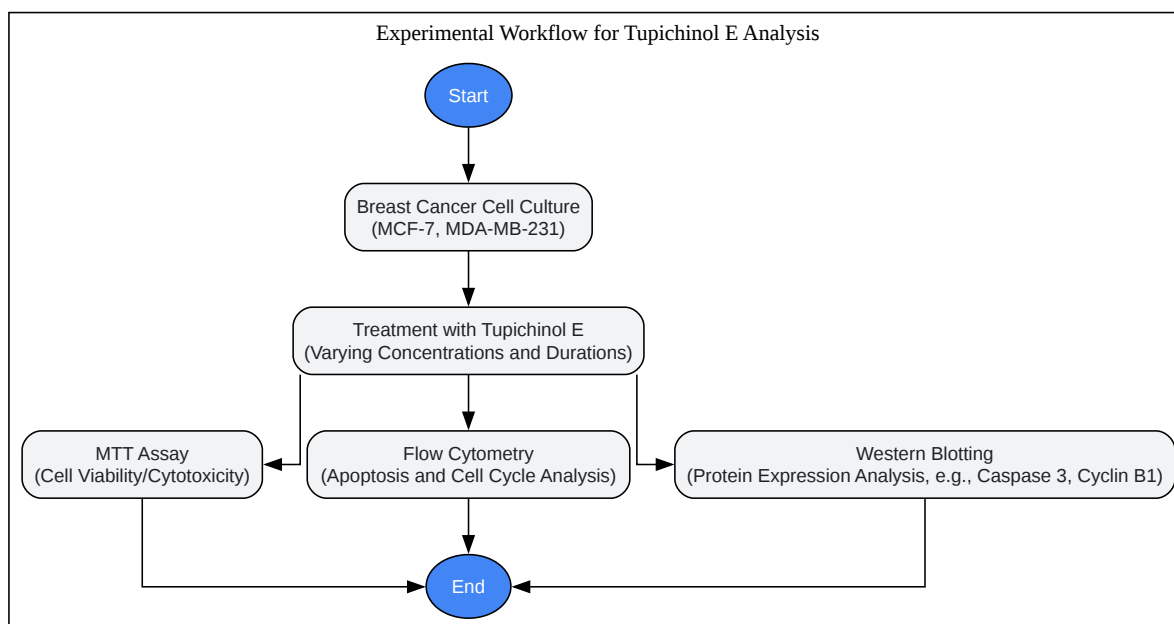 Experimental Workflow for Tupichinol E Analysis
Start
Breast Cancer Cell Culture
(MCF-7, MDA-MB-231)
Treatment with Tupichinol E
(Varying Concentrations and Durations)
MTT Assay
(Cell Viability/Cytotoxicity)
Flow Cytometry
(Apoptosis and Cell Cycle Analysis)
Western Blotting
(Protein Expression Analysis, e.g., Caspase 3, Cyclin B1)
End